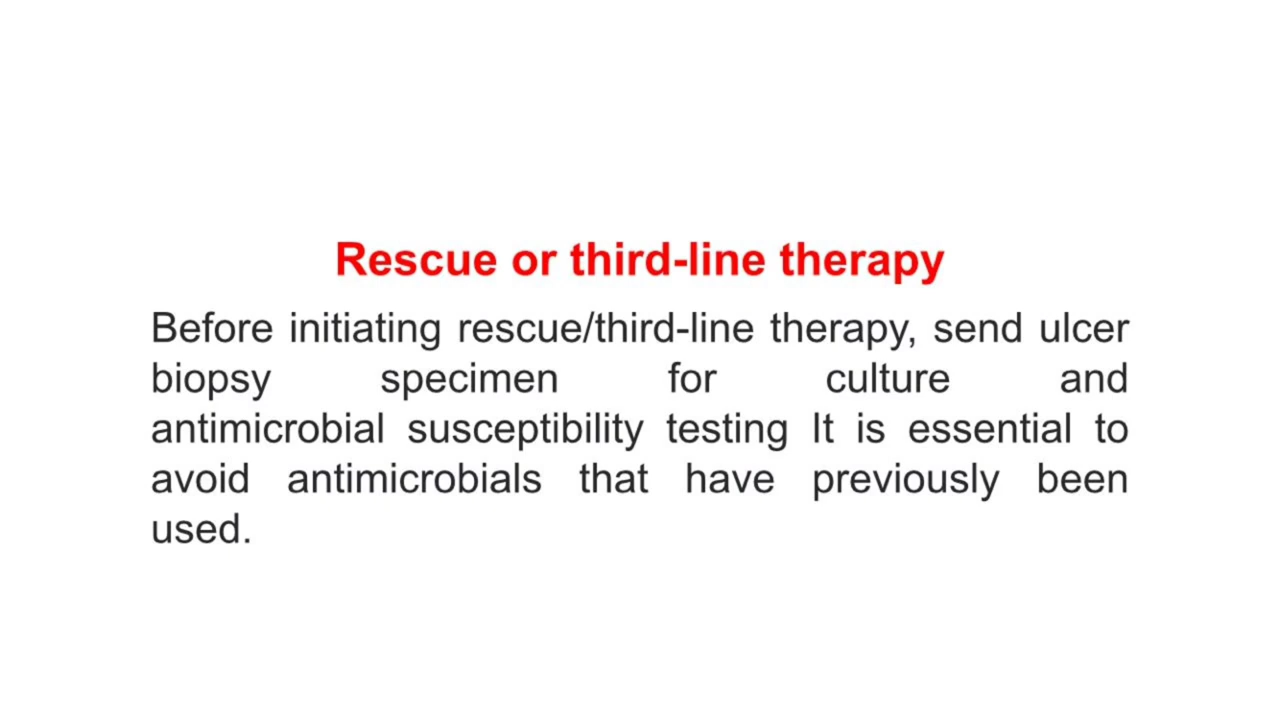 Rescue or third-line therapy
Before initiating rescue/third-line therapy, send ulcer
biopsy specimen for culture and
antimicrobial susceptibility testing It is essential to
avoid antimicrobials that have previously been
used.